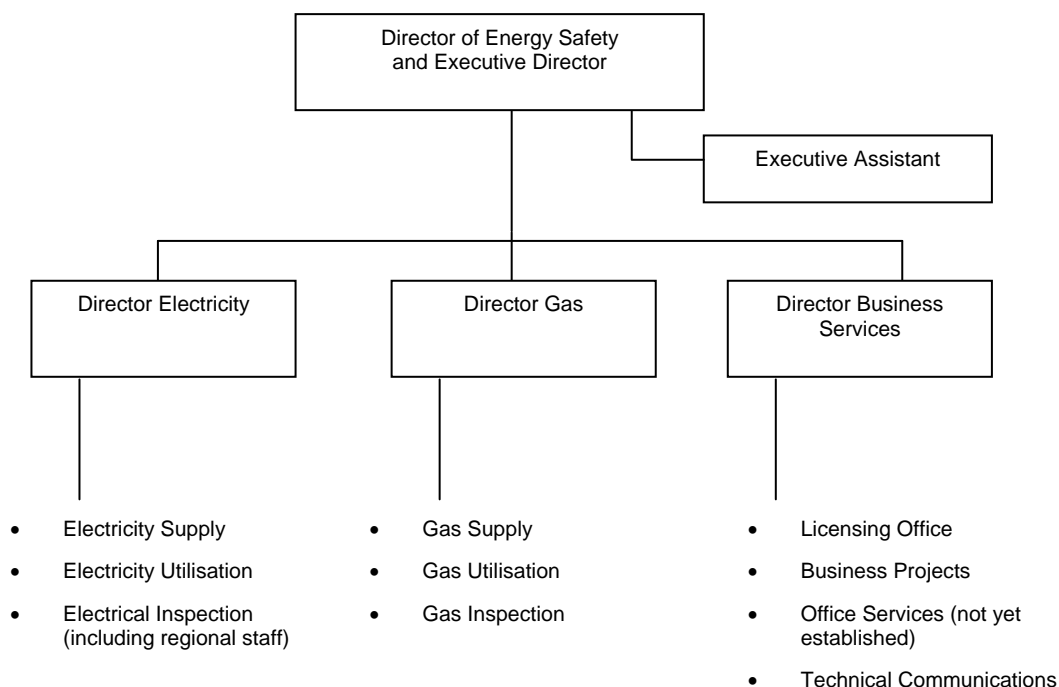 Director of Energy Safety
and Executive Director
Executive Assistant
Director Electricity
Director Gas
Director Business
Services
• Electricity Supply
• Electricity Utilisation
• Electrical Inspection
(including regional staff)
• Gas Supply
• Gas Utilisation
• Gas Inspection
• Licensing Office
• Business Projects
• Office Services (not yet
established)
• Technical Communications